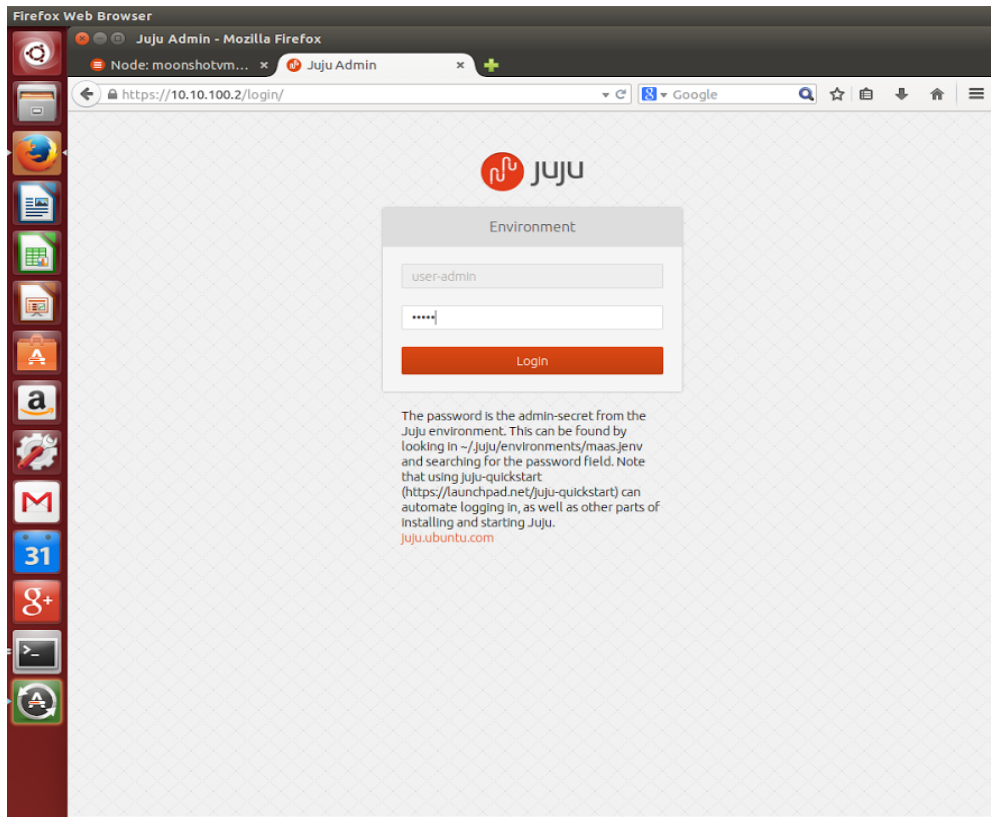 Firefox Web Browser
Juju Admin - Mozilla Firefox
Node: moonshotvm... ×
Juju Admin ×
https://10.10.100.2/login/
Google
juju
Environment
user-admin
•••••
Login
The password is the admin-secret from the
Juju environment. This can be found by
looking in ~/.juju/environments/maas.jenv
and searching for the password field. Note
that using juju-quickstart
(https://launchpad.net/juju-quickstart) can
automate logging in, as well as other parts of
installing and starting Juju.
juju.ubuntu.com
a
M
31
8+
>_